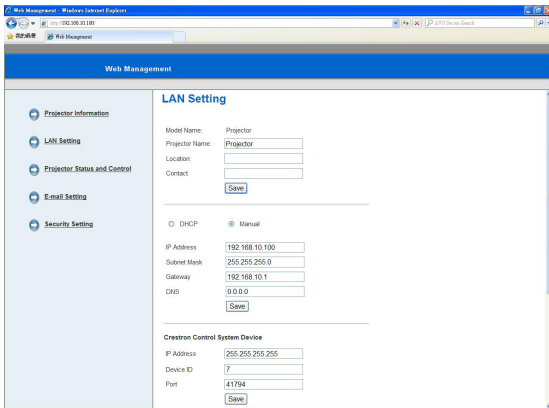 Web Management - Windows Internet Explorer
http://192.168.10.100/
Web Management
Web Management
Projector Information
LAN Setting
Projector Status and Control
E-mail Setting
Security Setting
LAN Setting
Model Name: Projector
Projector Name: Projector
Location:
Contact
Save
DHCP Manual
IP Address 192.168.10.100
Subnet Mask 255.255.255.0
Gateway 192.168.10.1
DNS 0.0.0.0
Save
Crestron Control System Device
IP Address 255.255.255.255
Device ID 7
Port 41794
Save